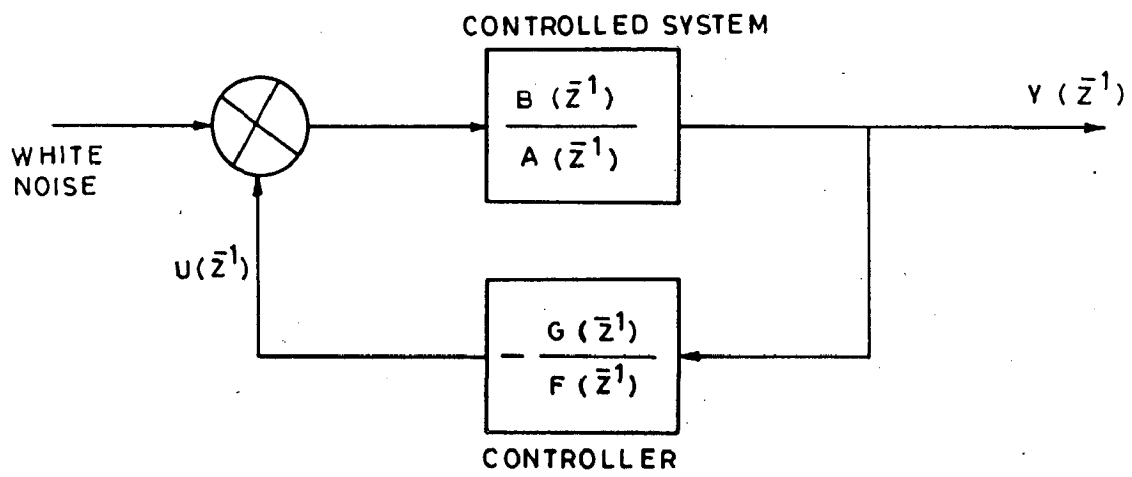 CONTROLLED SYSTEM
B (z̄¹)
A (z̄¹)
Y (z̄¹)
WHITE
NOISE
U(z̄¹)
– G (z̄¹)
F (z̄¹)
CONTROLLER